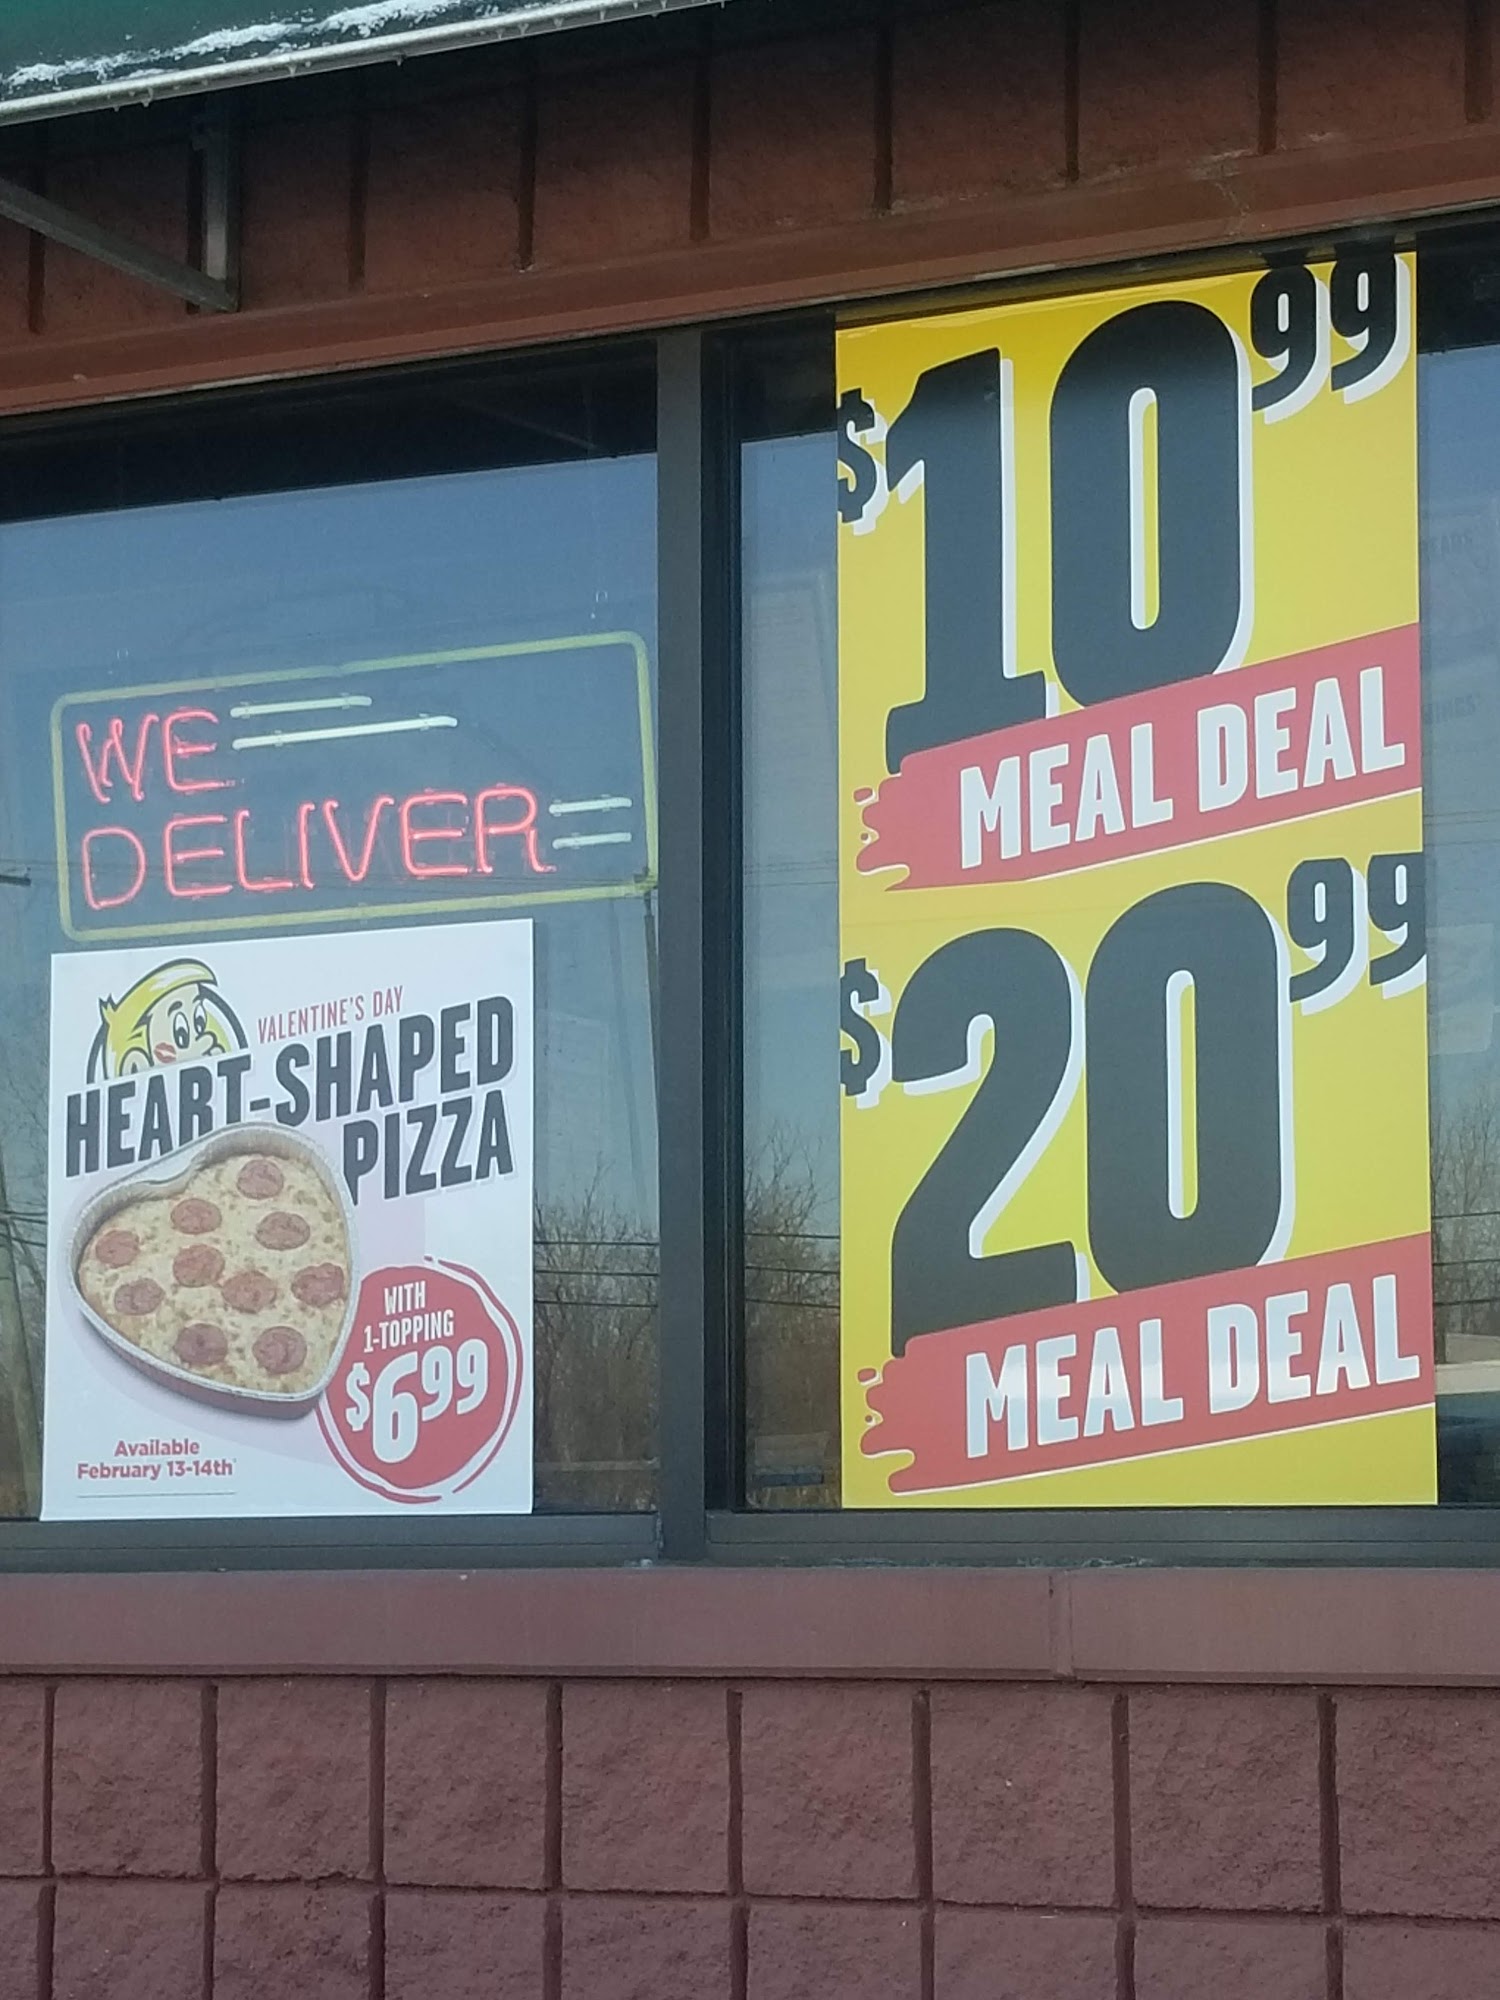 WE
DELIVER
VALENTINE'S DAY
HEART-SHAPED
PIZZA
WITH
1-TOPPING
$6.99
Available
February 13-14th
$10.99
MEAL DEAL
$20.99
MEAL DEAL